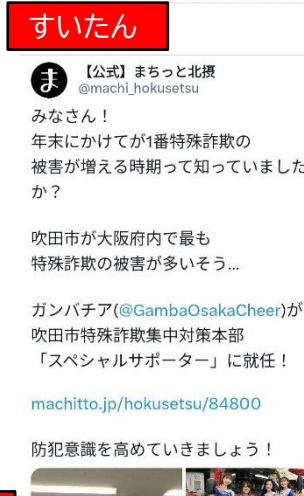 すいたん
ま
【公式】まちっと北摂
@machi_hokusetsu
みなさん！
年末にかけてが1番特殊詐欺の
被害が増える時期って知っていました
か？
吹田市が大阪府内で最も
特殊詐欺の被害が多いそう...
ガンバチア(@GambaOsakaCheer)が
吹田市特殊詐欺集中対策本部
「スペシャルサポーター」に就任！
machitto.jp/hokusetsu/84800
防犯意識を高めていきましょう！